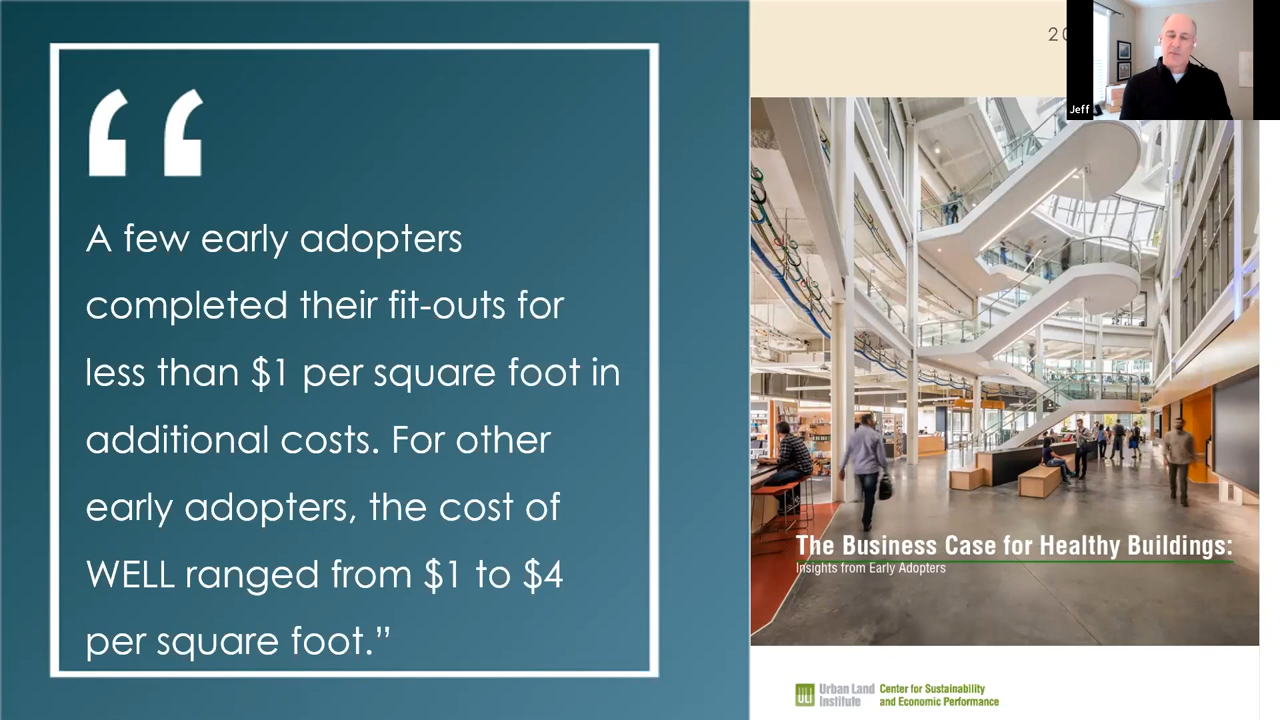 “
A few early adopters
completed their fit-outs for
less than $1 per square foot in
additional costs. For other
early adopters, the cost of
WELL ranged from $1 to $4
per square foot.”
Jeff
The Business Case for Healthy Buildings:
Insights from Early Adopters
ULI Urban Land Institute
Center for Sustainability
and Economic Performance